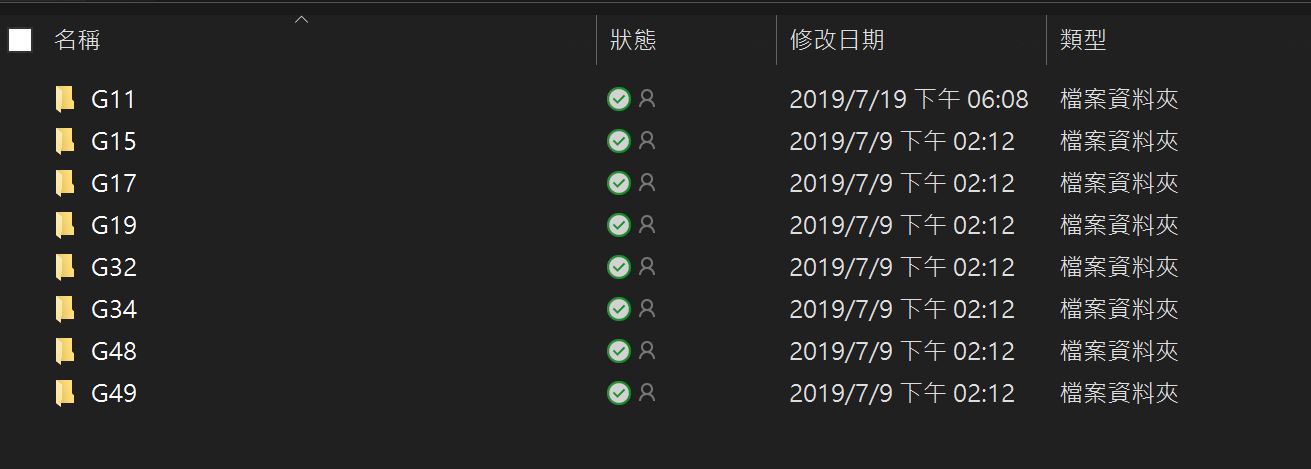 名稱 狀態 修改日期 類型
G11 2019/7/19 下午 06:08 檔案資料夾
G15 2019/7/9 下午 02:12 檔案資料夾
G17 2019/7/9 下午 02:12 檔案資料夾
G19 2019/7/9 下午 02:12 檔案資料夾
G32 2019/7/9 下午 02:12 檔案資料夾
G34 2019/7/9 下午 02:12 檔案資料夾
G48 2019/7/9 下午 02:12 檔案資料夾
G49 2019/7/9 下午 02:12 檔案資料夾